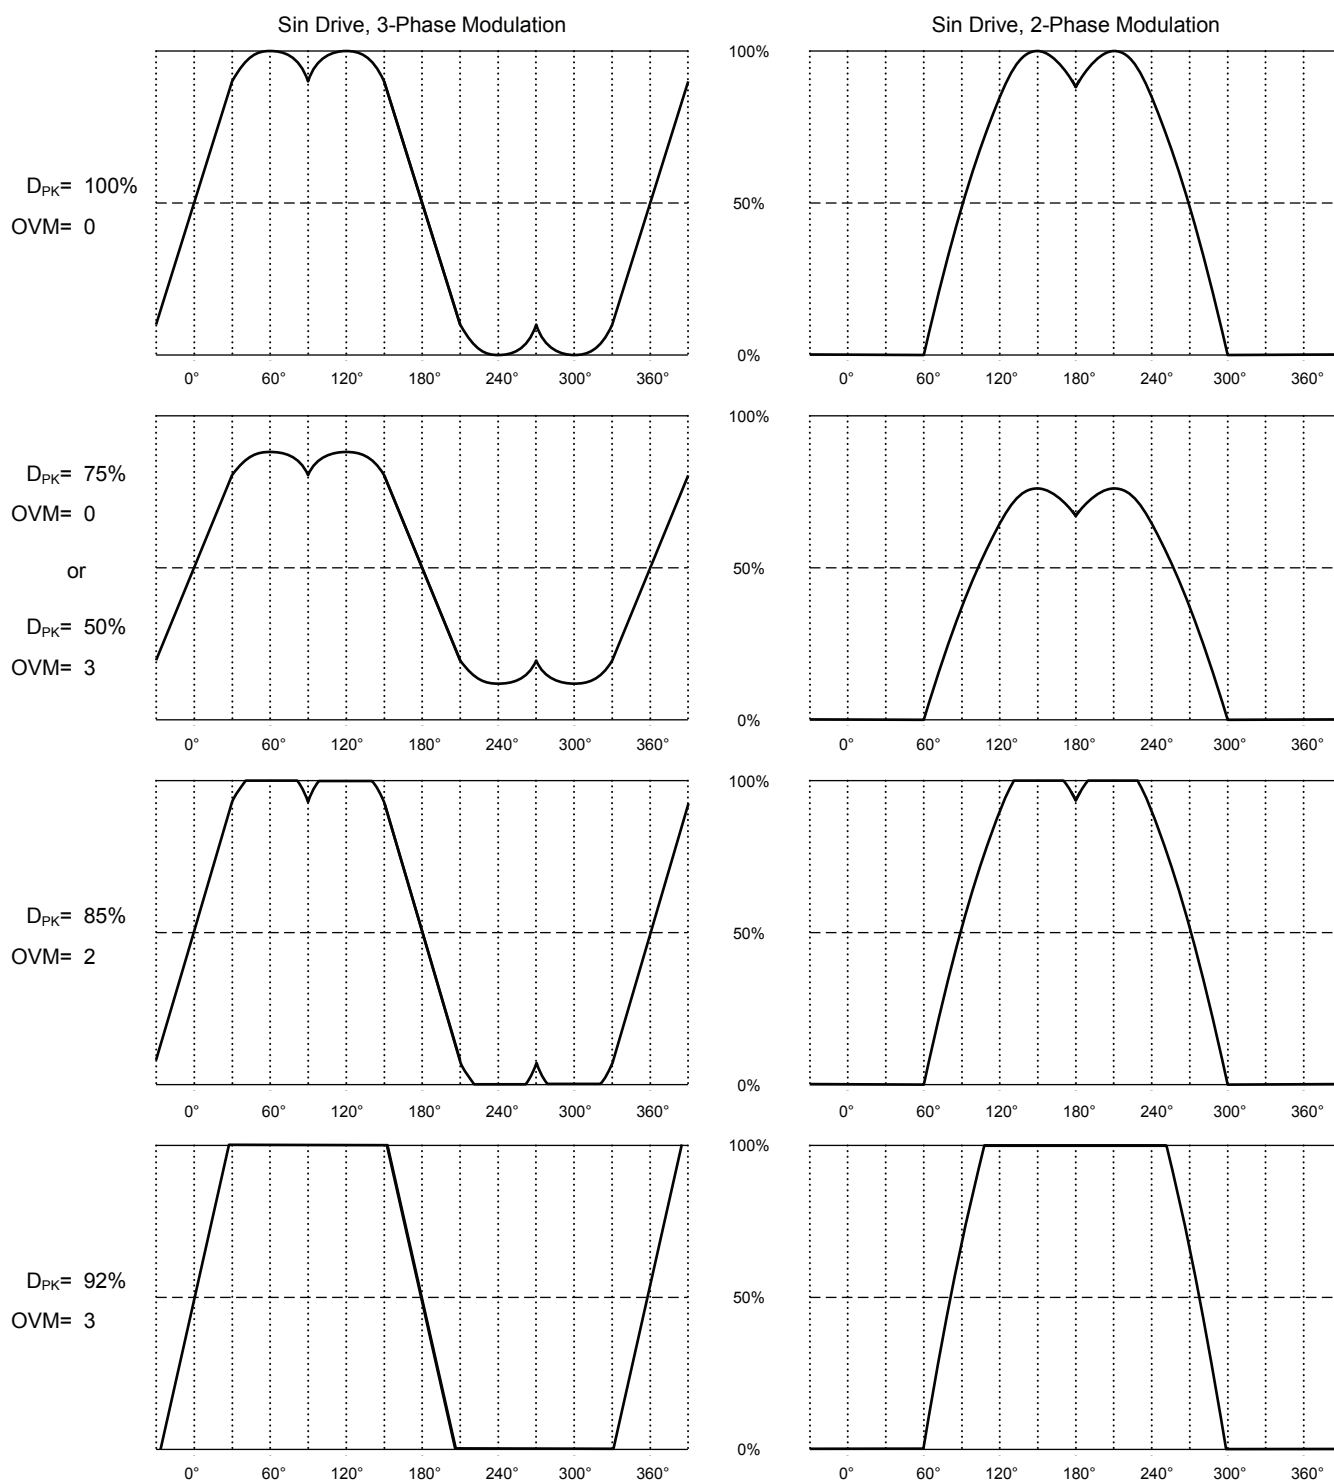 Sin Drive, 3-Phase Modulation
Sin Drive, 2-Phase Modulation
DPK= 100%
OVM= 0
100%
50%
0%
0° 60° 120° 180° 240° 300° 360°
0° 60° 120° 180° 240° 300° 360°
DPK= 75%
OVM= 0
or
DPK= 50%
OVM= 3
100%
50%
0%
0° 60° 120° 180° 240° 300° 360°
0° 60° 120° 180° 240° 300° 360°
DPK= 85%
OVM= 2
100%
50%
0%
0° 60° 120° 180° 240° 300° 360°
0° 60° 120° 180° 240° 300° 360°
DPK= 92%
OVM= 3
100%
50%
0%
0° 60° 120° 180° 240° 300° 360°
0° 60° 120° 180° 240° 300° 360°